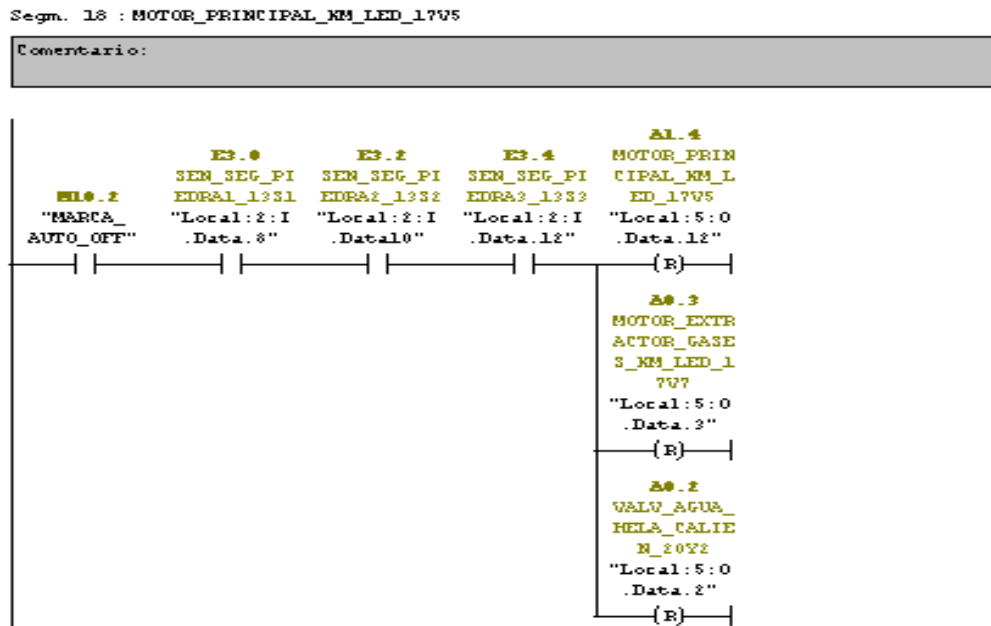 Segm. 18 : MOTOR_PRINCIPAL_KM_LED_17V5
Comentario:
M10.2
"MARCA_
AUTO_OFF"
E3.0
SEN_SEG_PI
EDRA1_13S1
"Local:2:I
.Data.8"
E3.2
SEN_SEG_PI
EDRA2_13S2
"Local:2:I
.Data10"
E3.4
SEN_SEG_PI
EDRA3_13S3
"Local:2:I
.Data.12"
A1.4
MOTOR_PRIN
CIPAL_KM_L
ED_17V5
"Local:5:O
.Data.12"
(R)
A0.3
MOTOR_EXTR
ACTOR_GASE
S_KM_LED_1
7V7
"Local:5:O
.Data.3"
(R)
A0.2
VALV_AGUA_
HELA_CALIE
N_20Y2
"Local:5:O
.Data.2"
(R)